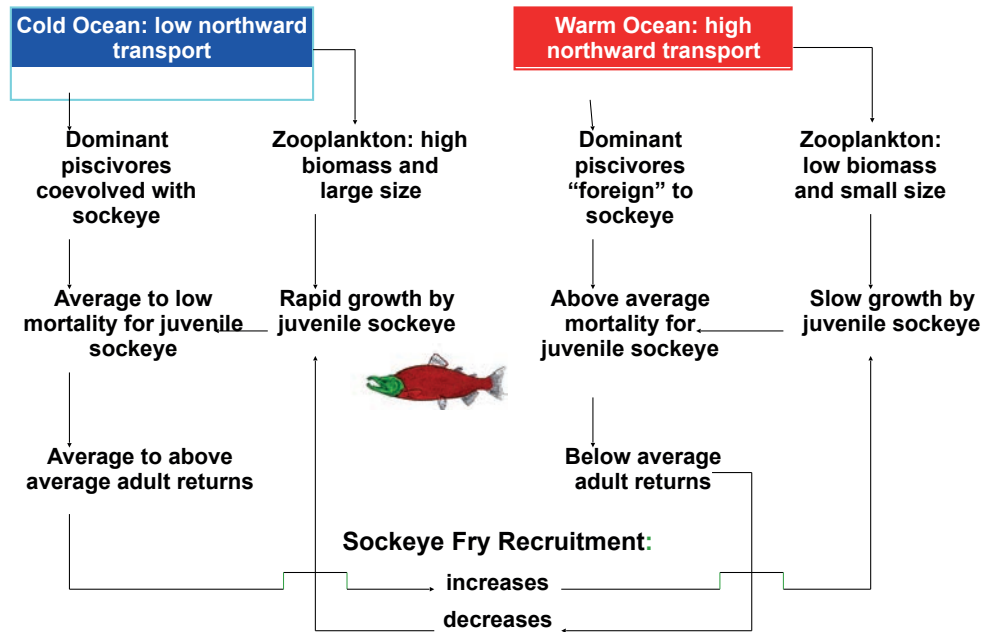 Cold Ocean: low northward
transport
Warm Ocean: high
northward transport
Dominant
piscivores
coevolved with
sockeye
Zooplankton: high
biomass and
large size
Dominant
piscivores
“foreign” to
sockeye
Zooplankton:
low biomass
and small size
Average to low
mortality for juvenile
sockeye
Rapid growth by
juvenile sockeye
Above average
mortality for
juvenile sockeye
Slow growth by
juvenile sockeye
Average to above
average adult returns
Below average
adult returns
Sockeye Fry Recruitment:
increases
decreases